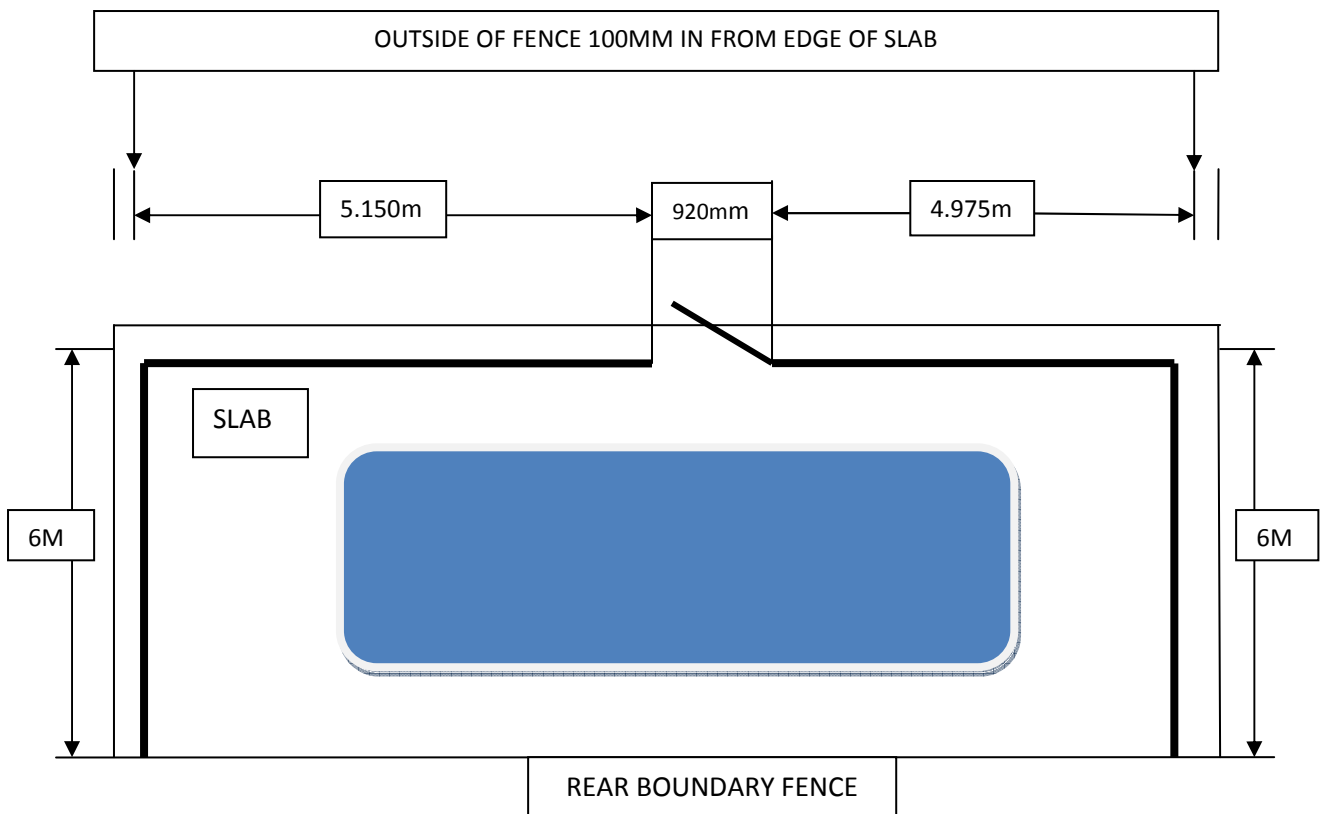 OUTSIDE OF FENCE 100MM IN FROM EDGE OF SLAB
5.150m
920mm
4.975m
SLAB
6M
6M
REAR BOUNDARY FENCE